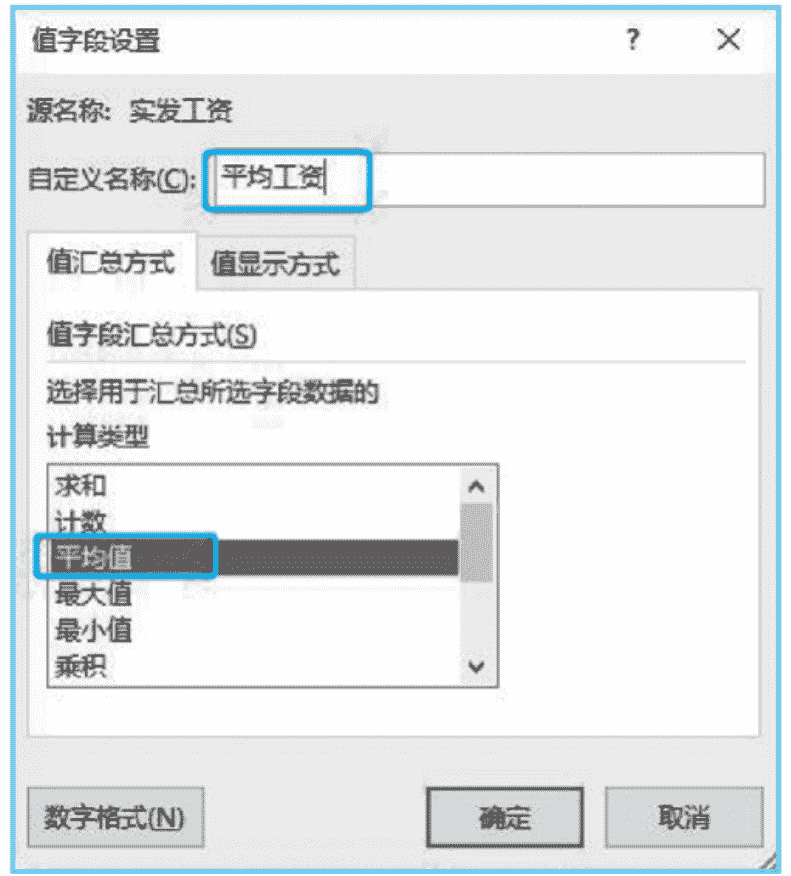 值字段设置 ? ×
源名称: 实发工资
自定义名称(C): 平均工资
值汇总方式 值显示方式
值字段汇总方式(S)
选择用于汇总所选字段数据的
计算类型
求和
计数
平均值
最大值
最小值
乘积
数字格式(N) 确定 取消